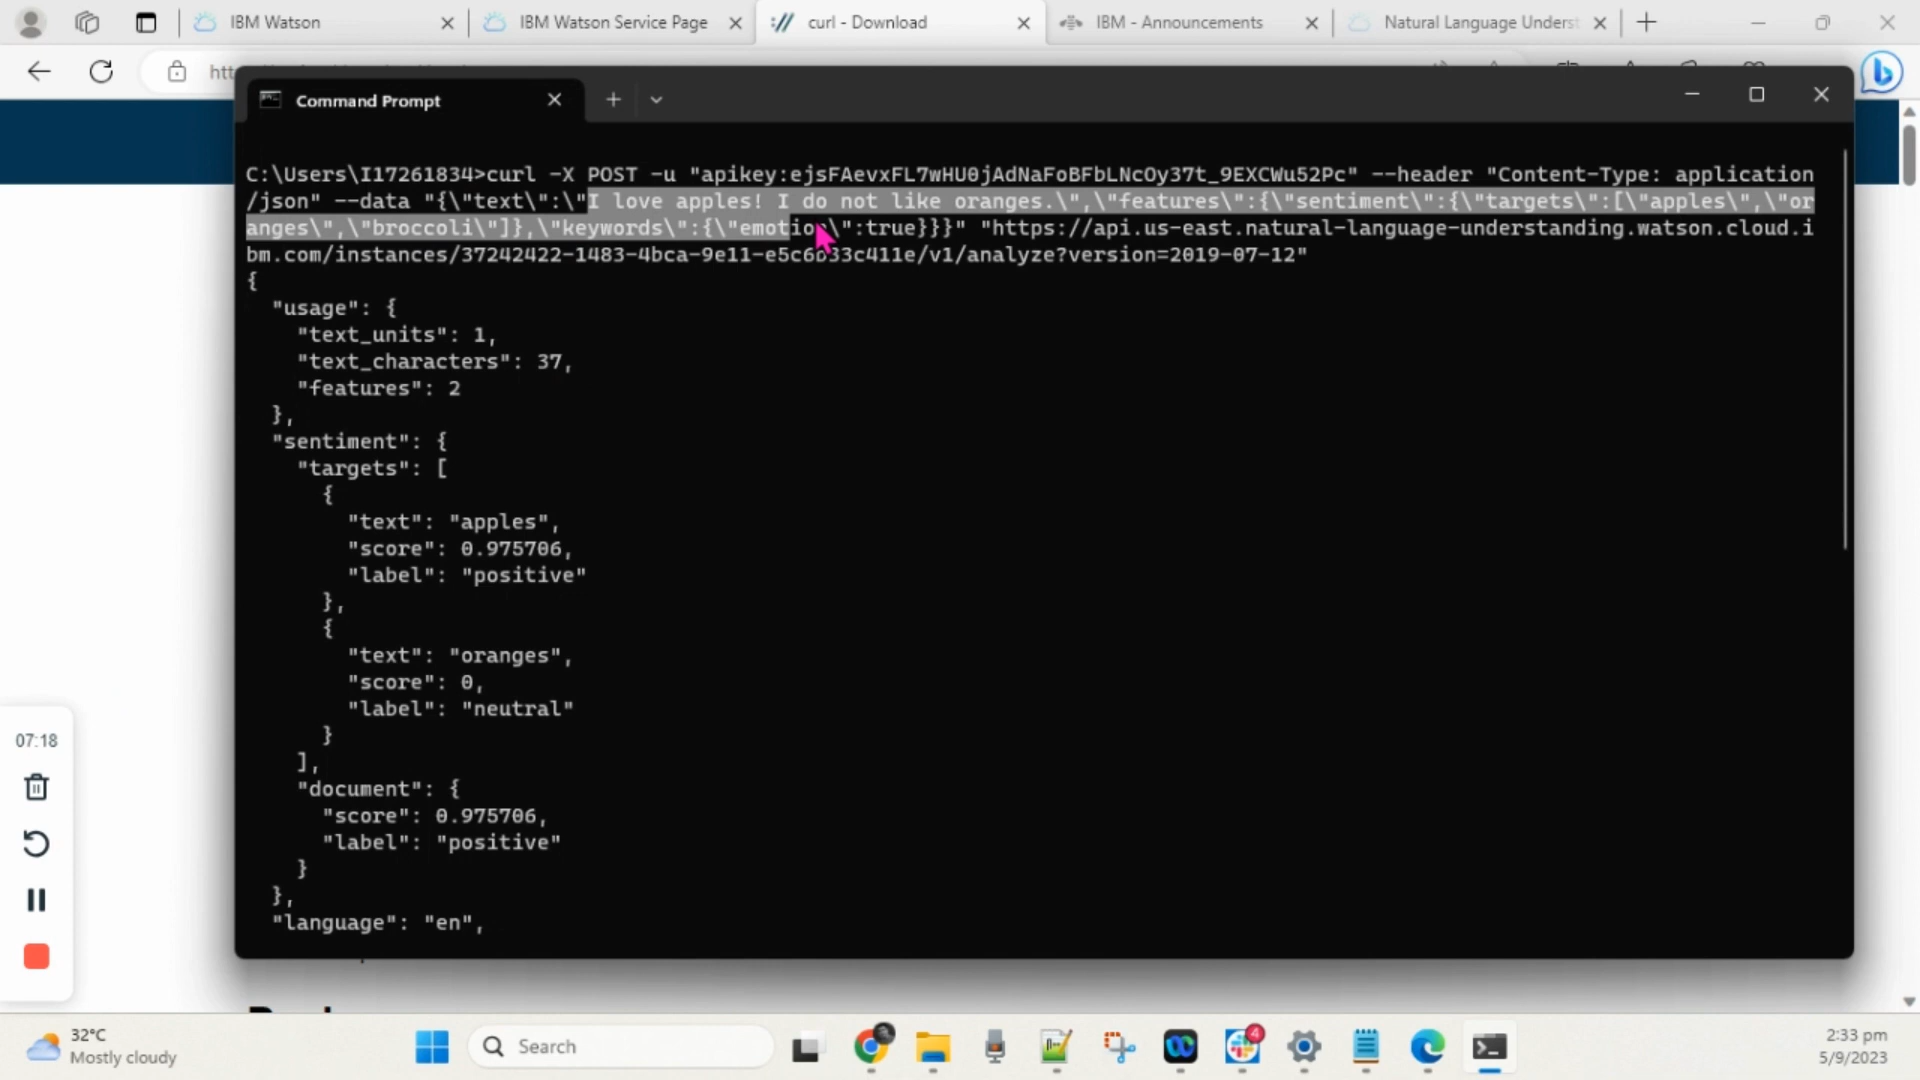 IBM Watson
IBM Watson Service Page
curl - Download
IBM - Announcements
Natural Language Underst
Command Prompt
C:\Users\I17261834>curl -X POST -u "apikey:ejsFAevxFL7wHU0jAdNaFoBFbLNcOy37t_9EXCWu52Pc" --header "Content-Type: application
/json" --data "{\"text\":\"I love apples! I do not like oranges.\",\"features\":{\"sentiment\":{\"targets\":[\"apples\",\"or
anges\",\"broccoli\"]},\"keywords\":{\"emotion\":true}}}" "https://api.us-east.natural-language-understanding.watson.cloud.i
bm.com/instances/37242422-1483-4bca-9e11-e5c6b33c411e/v1/analyze?version=2019-07-12"
{
"usage": {
"text_units": 1,
"text_characters": 37,
"features": 2
},
"sentiment": {
"targets": [
{
"text": "apples",
"score": 0.975706,
"label": "positive"
},
{
"text": "oranges",
"score": 0,
"label": "neutral"
}
],
"document": {
"score": 0.975706,
"label": "positive"
}
},
"language": "en",
07:18
32°C
Mostly cloudy
Search
4
2:33 pm
5/9/2023